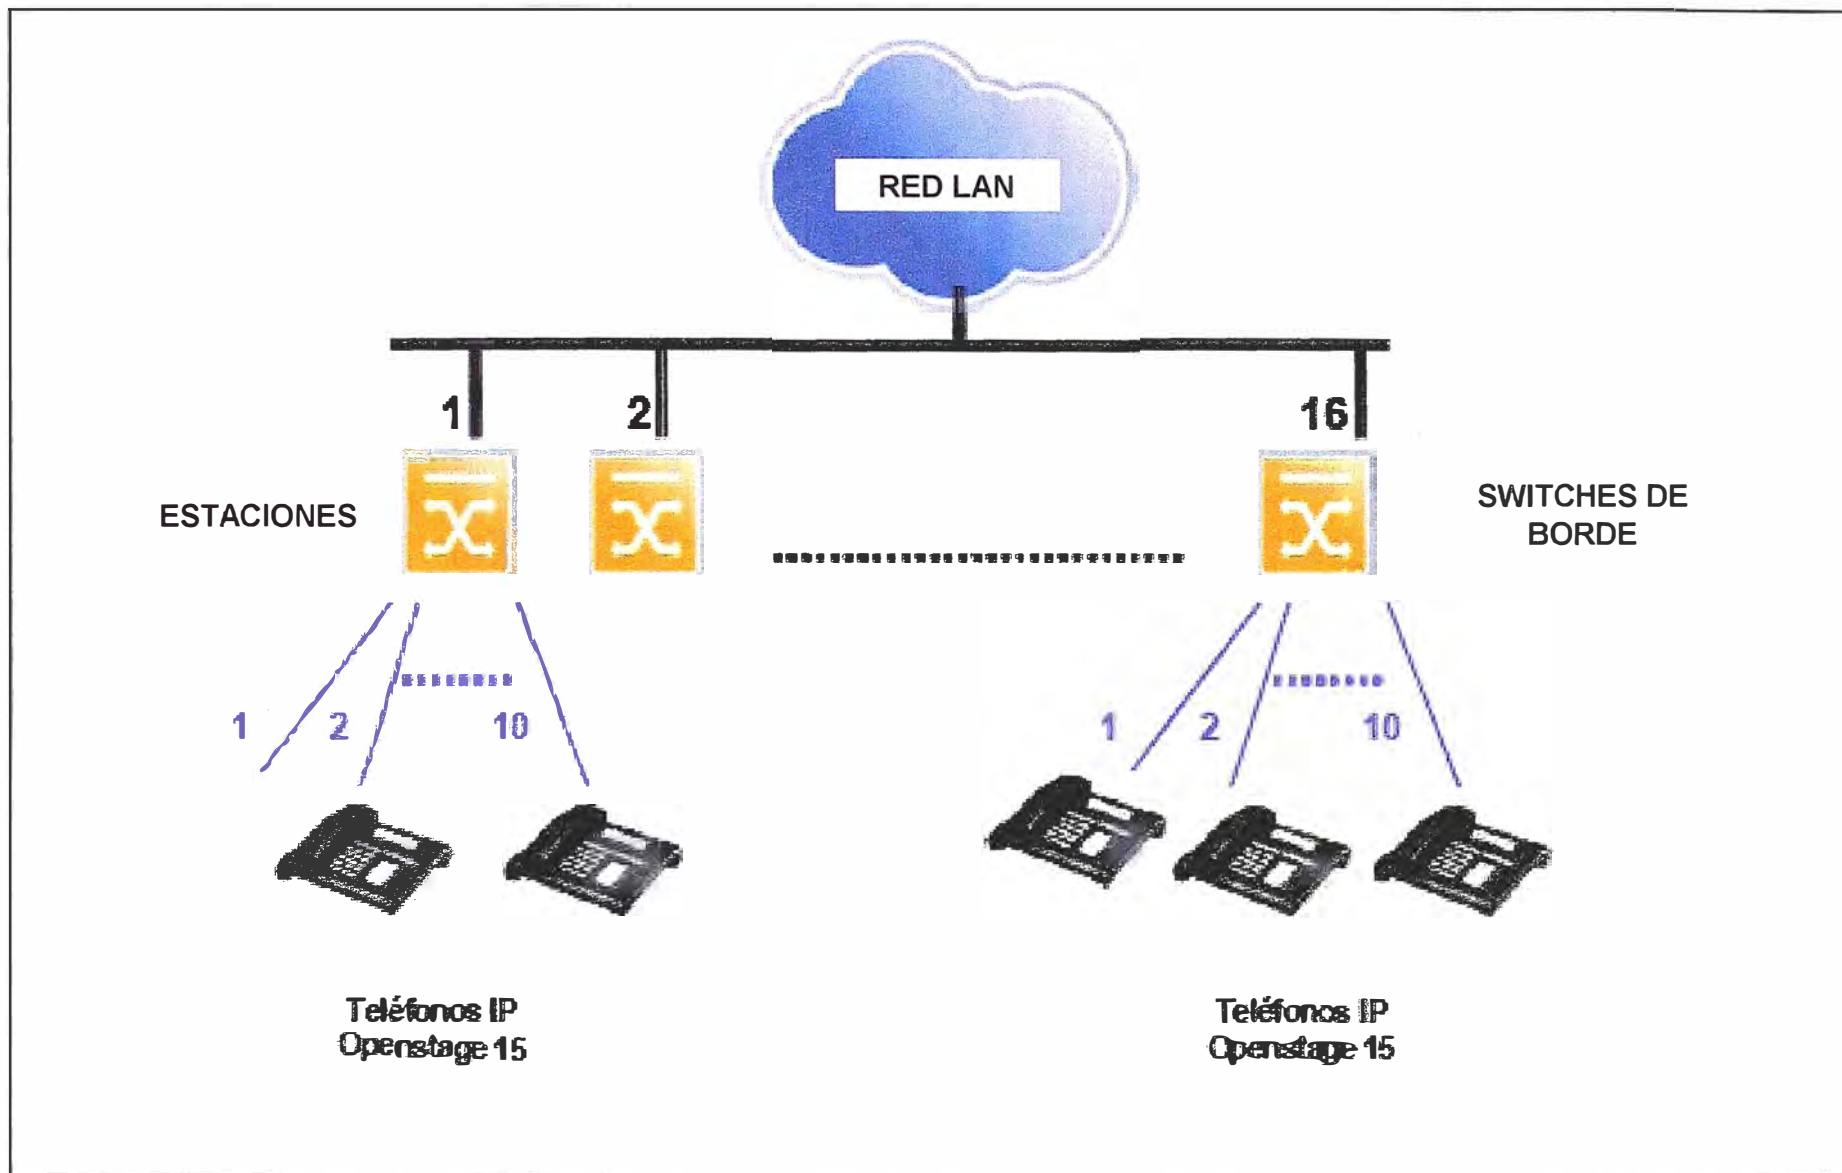 RED LAN
1
2
16
ESTACIONES
SWITCHES DE
BORDE
1
2
10
1
2
10
Teléfonos IP
Openstage 15
Teléfonos IP
Openstage 15